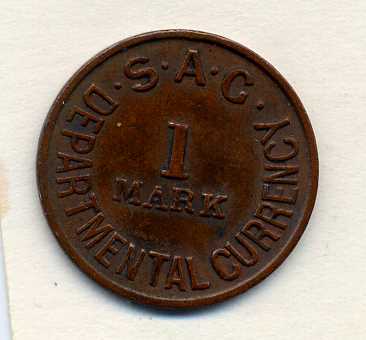 · S · A · C ·
1
MARK
DEPARTMENTAL CURRENCY